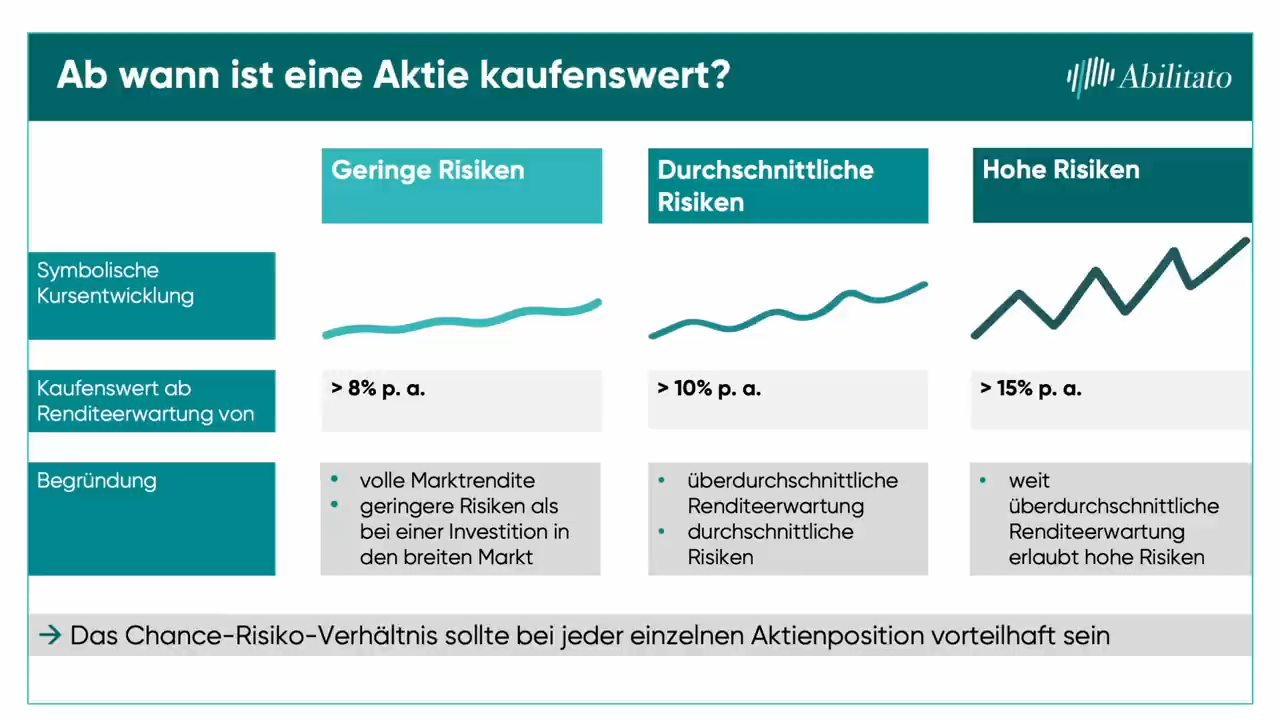 Ab wann ist eine Aktie kaufenswert?
Abilitato
Geringe Risiken
Durchschnittliche
Risiken
Hohe Risiken
Symbolische
Kursentwicklung
Kaufenswert ab
Renditeerwartung von
> 8% p. a.
> 10% p. a.
> 15% p. a.
Begründung
• volle Marktrendite
• geringere Risiken als
bei einer Investition in
den breiten Markt
• überdurchschnittliche
Renditeerwartung
• durchschnittliche
Risiken
• weit
überdurchschnittliche
Renditeerwartung
erlaubt hohe Risiken
→ Das Chance-Risiko-Verhältnis sollte bei jeder einzelnen Aktienposition vorteilhaft sein